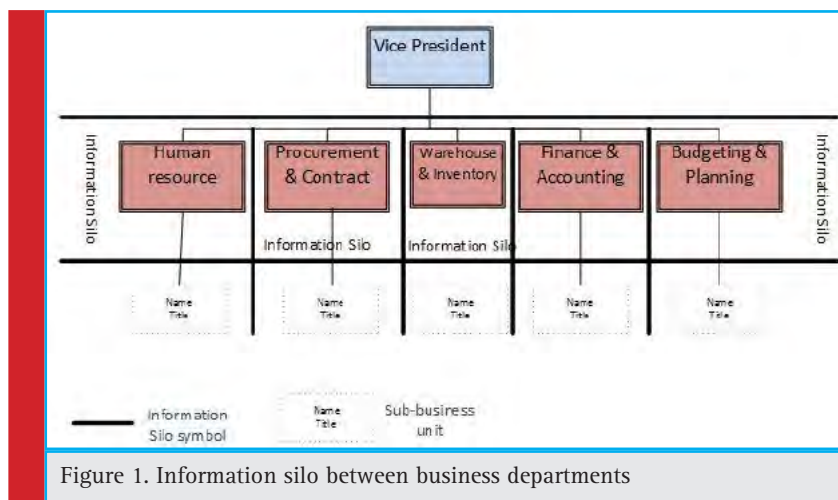 Vice President
Information Silo
Human
resource
Procurement
& Contract
Warehouse
& Inventory
Finance &
Accounting
Budgeting &
Planning
Information Silo
Information Silo
Information Silo
Name
Title
Name
Title
Name
Title
Name
Title
Name
Title
Information
Silo symbol
Name
Title
Sub-business
unit
Figure 1. Information silo between business departments